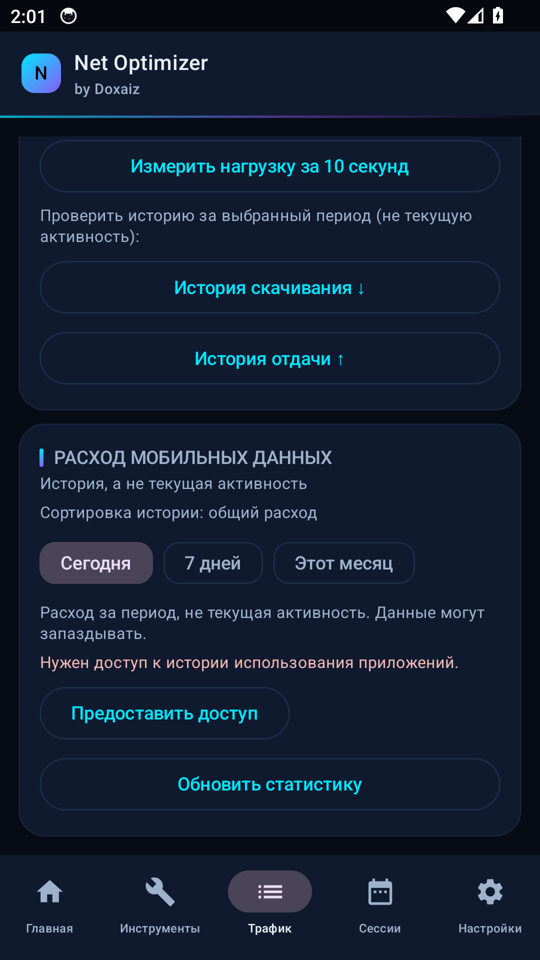 2:01
N
Net Optimizer
by Doxaiz
Измерить нагрузку за 10 секунд
Проверить историю за выбранный период (не текущую
активность):
История скачивания ↓
История отдачи ↑
РАСХОД МОБИЛЬНЫХ ДАННЫХ
История, а не текущая активность
Сортировка истории: общий расход
Сегодня
7 дней
Этот месяц
Расход за период, не текущая активность. Данные могут
запаздывать.
Нужен доступ к истории использования приложений.
Предоставить доступ
Обновить статистику
Главная
Инструменты
Трафик
Сессии
Настройки